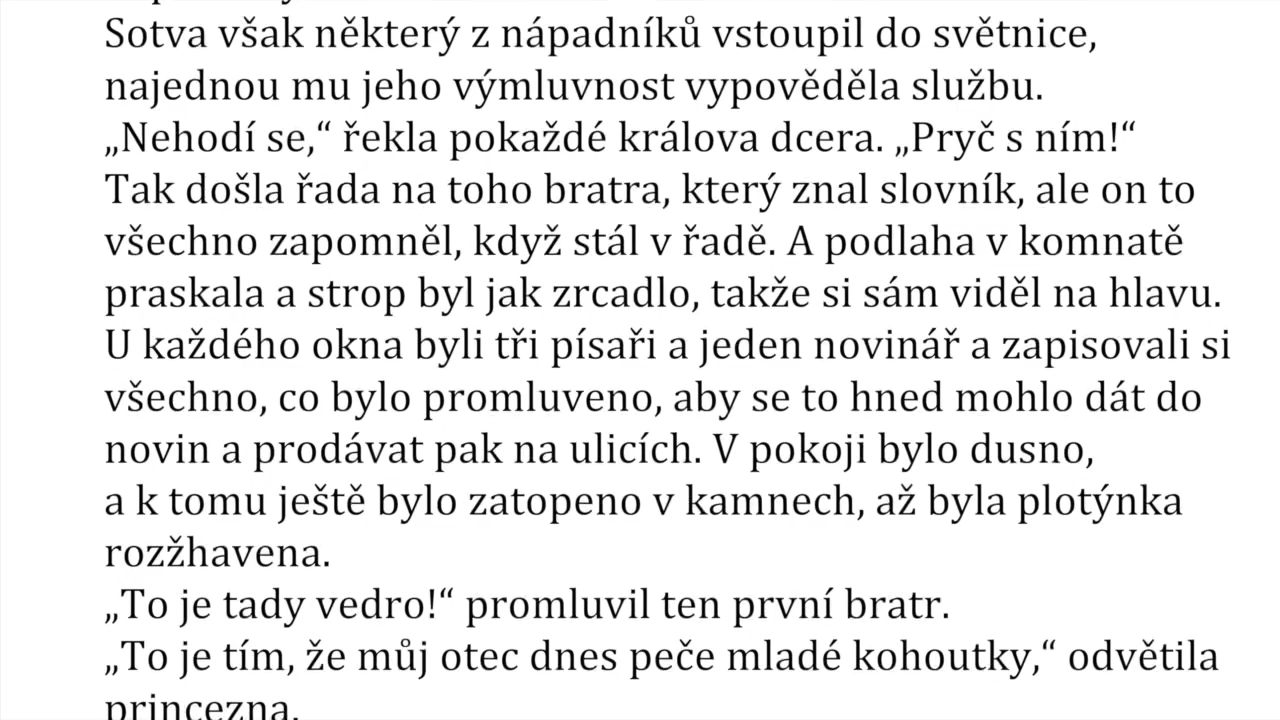 Sotva však některý z nápadníků vstoupil do světnice,
najednou mu jeho výmluvnost vypověděla službu.
„Nehodí se,“ řekla pokaždé králova dcera. „Pryč s ním!“
Tak došla řada na toho bratra, který znal slovník, ale on to
všechno zapomněl, když stál v řadě. A podlaha v komnatě
praskala a strop byl jak zrcadlo, takže si sám viděl na hlavu.
U každého okna byli tři písaři a jeden novinář a zapisovali si
všechno, co bylo promluveno, aby se to hned mohlo dát do
novin a prodávat pak na ulicích. V pokoji bylo dusno,
a k tomu ještě bylo zatopeno v kamnech, až byla plotýnka
rozžhavena.
„To je tady vedro!“ promluvil ten první bratr.
„To je tím, že můj otec dnes peče mladé kohoutky,“ odvětila
princezna.